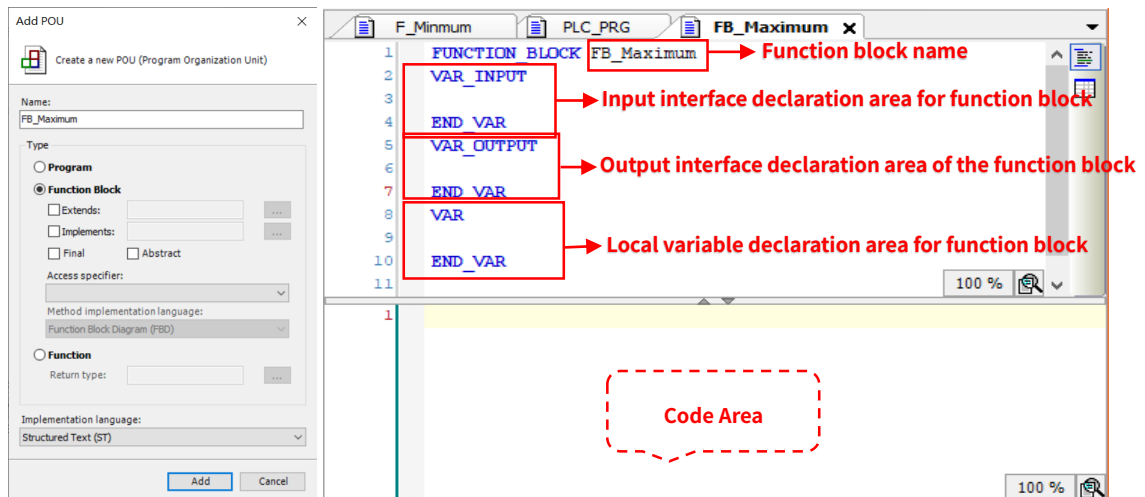 Add POU
Create a new POU (Program Organization Unit)
Name:
FB_Maximum
Type
Program
Function Block
Extends:
...
Implements:
...
Final
Abstract
Access specifier:
Method implementation language:
Function Block Diagram (FBD)
Function
Return type:
...
Implementation language:
Structured Text (ST)
Add
Cancel
F_Minmum
PLC_PRG
FB_Maximum
1 FUNCTION_BLOCK FB_Maximum
Function block name
2 VAR_INPUT
3
Input interface declaration area for function block
4 END_VAR
5 VAR_OUTPUT
6
Output interface declaration area of the function block
7 END_VAR
8 VAR
9
Local variable declaration area for function block
10 END_VAR
11
100 %
1
Code Area
100 %